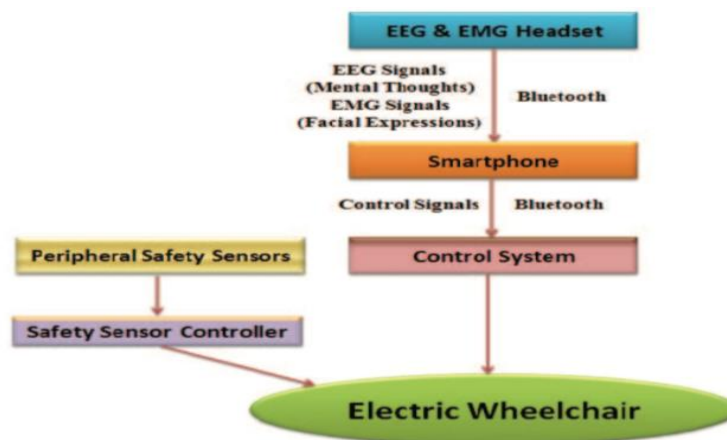 EEG & EMG Headset
EEG Signals
(Mental Thoughts)
EMG Signals
(Facial Expressions)
Bluetooth
Smartphone
Control Signals
Bluetooth
Peripheral Safety Sensors
Control System
Safety Sensor Controller
Electric Wheelchair